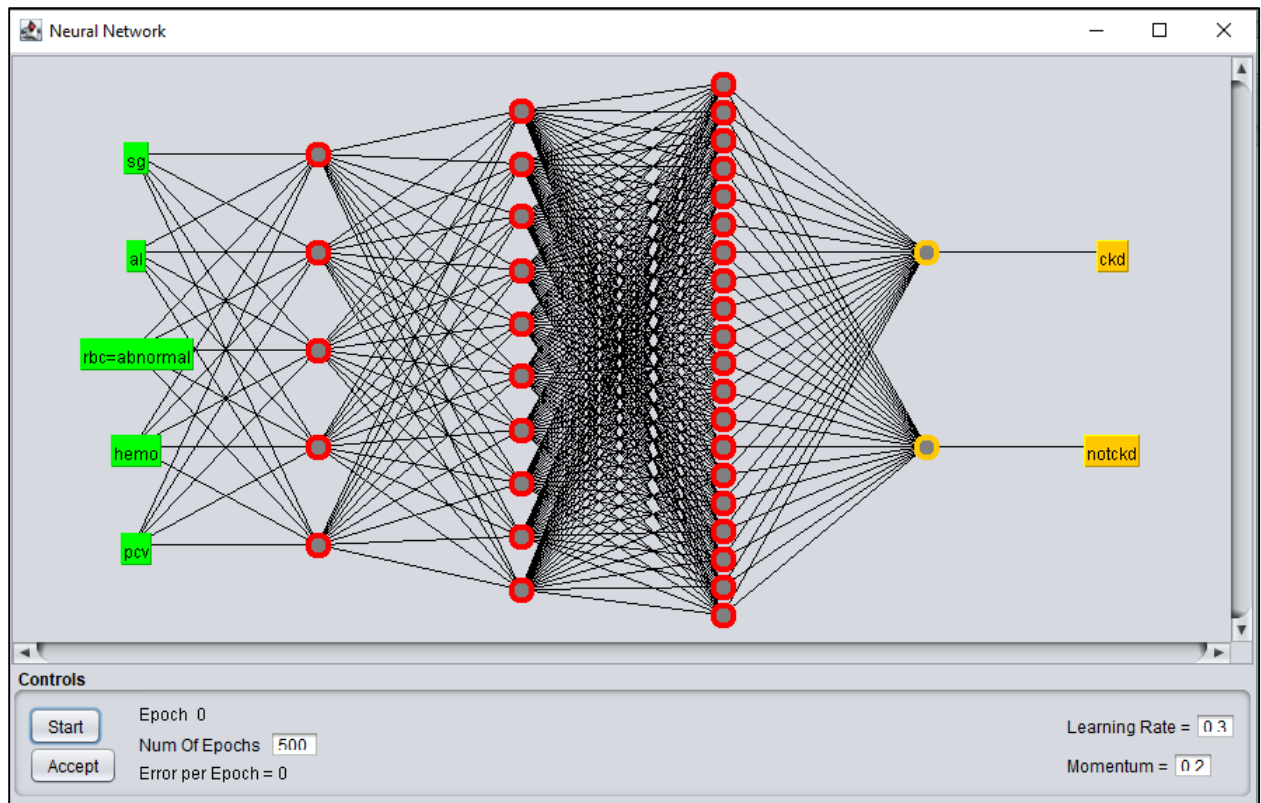 Neural Network
sg
al
rbc=abnormal
hemo
pcv
ckd
notckd
Controls
Start
Accept
Epoch 0
Num Of Epochs 500
Error per Epoch = 0
Learning Rate = 0.3
Momentum = 0.2